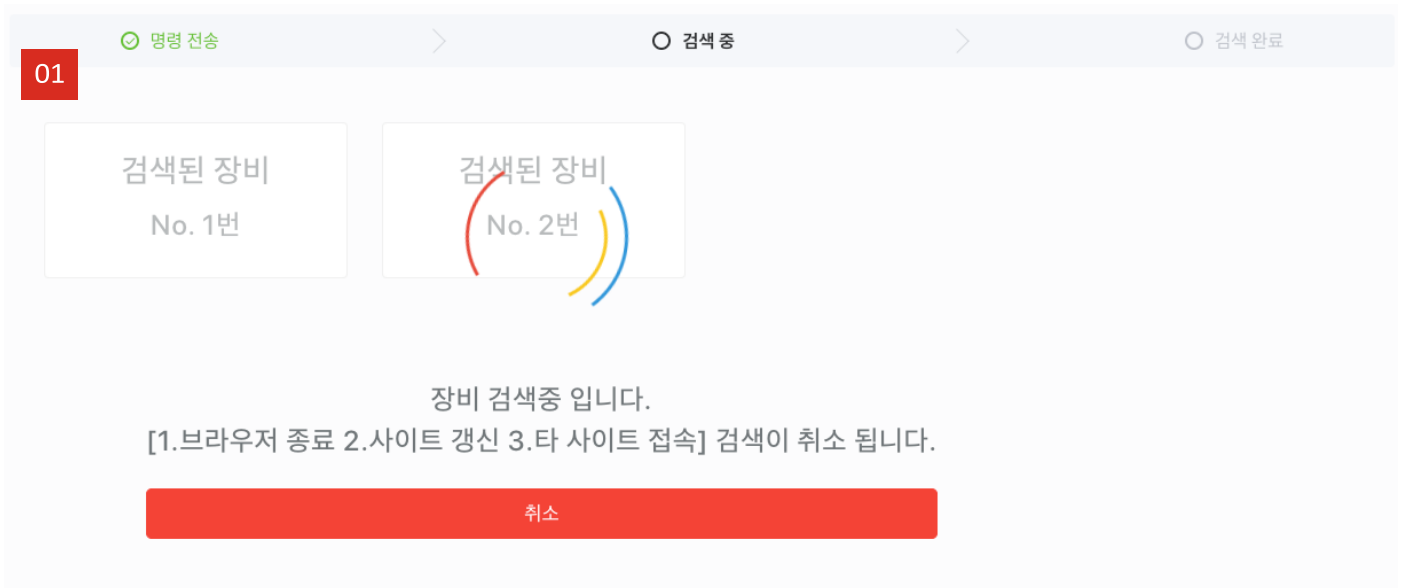 명령 전송
검색 중
검색 완료
01
검색된 장비
No. 1번
검색된 장비
No. 2번
장비 검색중 입니다.
[1.브라우저 종료 2.사이트 갱신 3.타 사이트 접속] 검색이 취소 됩니다.
취소